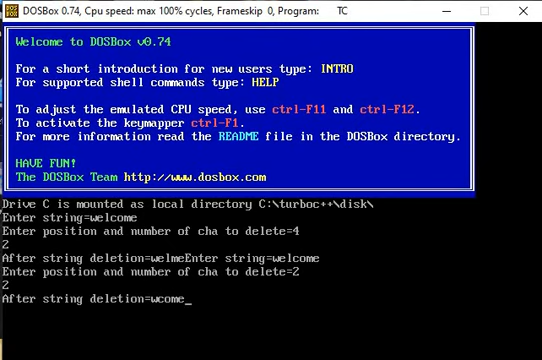 DOSBox 0.74, Cpu speed: max 100% cycles, Frameskip 0, Program: TC
Welcome to DOSBox v0.74
For a short introduction for new users type: INTRO
For supported shell commands type: HELP
To adjust the emulated CPU speed, use ctrl-F11 and ctrl-F12.
To activate the keymapper ctrl-F1.
For more information read the README file in the DOSBox directory.
HAVE FUN!
The DOSBox Team http://www.dosbox.com
Drive C is mounted as local directory C:\turboc++\disk\
Enter string=welcome
Enter position and number of cha to delete=4
2
After string deletion=welmeEnter string=welcome
Enter position and number of cha to delete=2
2
After string deletion=wcome_